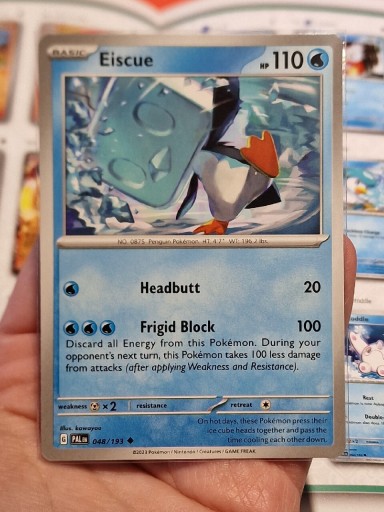 BASIC Eiscue HP 110
NO. 0875 Penguin Pokémon HT: 4'7" WT: 196.2 lbs.
Headbutt 20
Frigid Block 100
Discard all Energy from this Pokémon. During your
opponent's next turn, this Pokémon takes 100 less damage
from attacks (after applying Weakness and Resistance).
weakness ×2 resistance retreat
Illus. kawayoo
G PAL EN 048/193
On hot days, these Pokémon press their
ice cube heads together and pass the
time cooling each other down.
©2023 Pokémon / Nintendo / Creatures / GAME FREAK